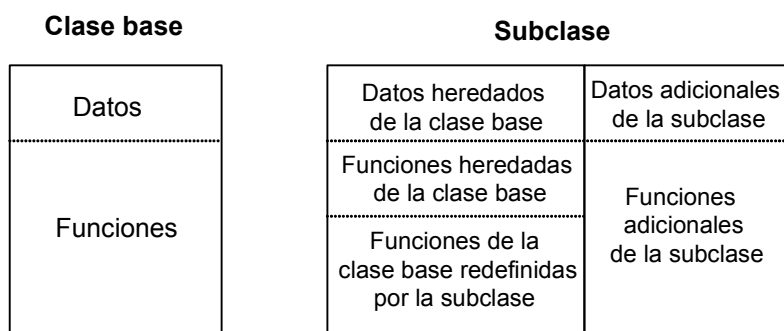 Clase base
Subclase
Datos
Funciones
Datos heredados
de la clase base
Datos adicionales
de la subclase
Funciones heredadas
de la clase base
Funciones de la
clase base redefinidas
por la subclase
Funciones
adicionales
de la subclase